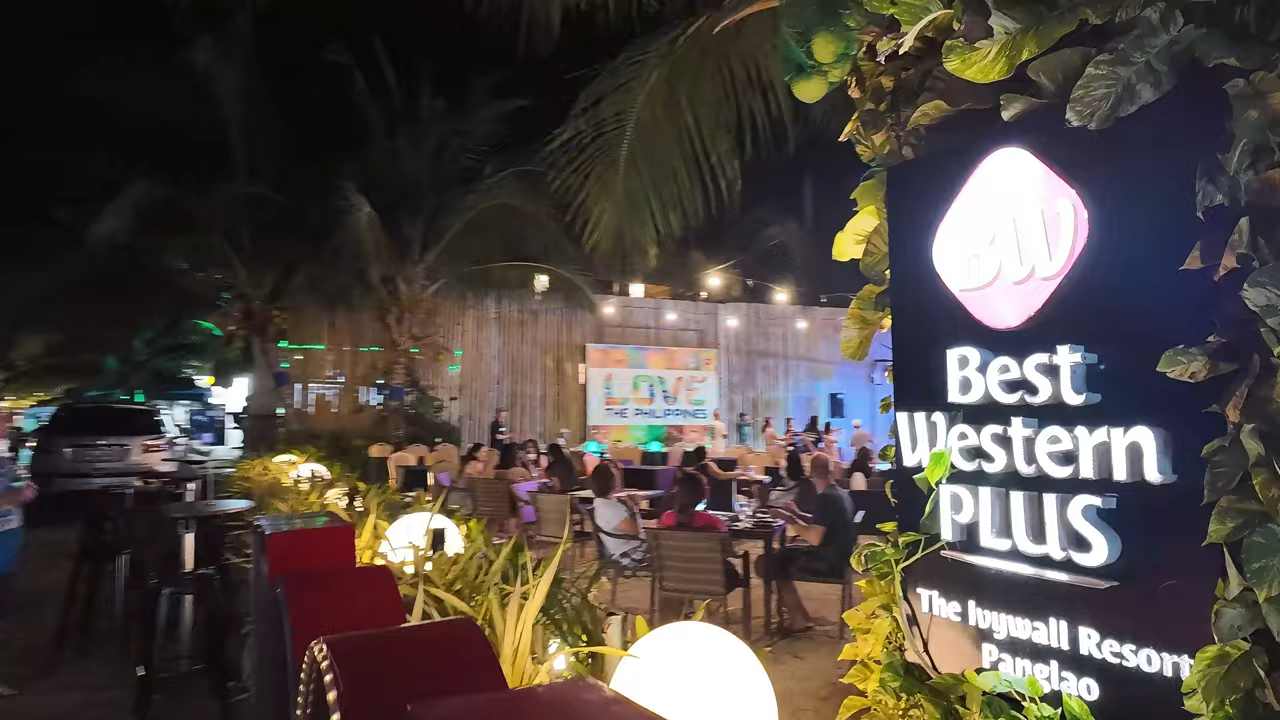 LOVE
THE PHILIPPINES
BW
Best
Western
PLUS
The Ivywall Resort
Panglao